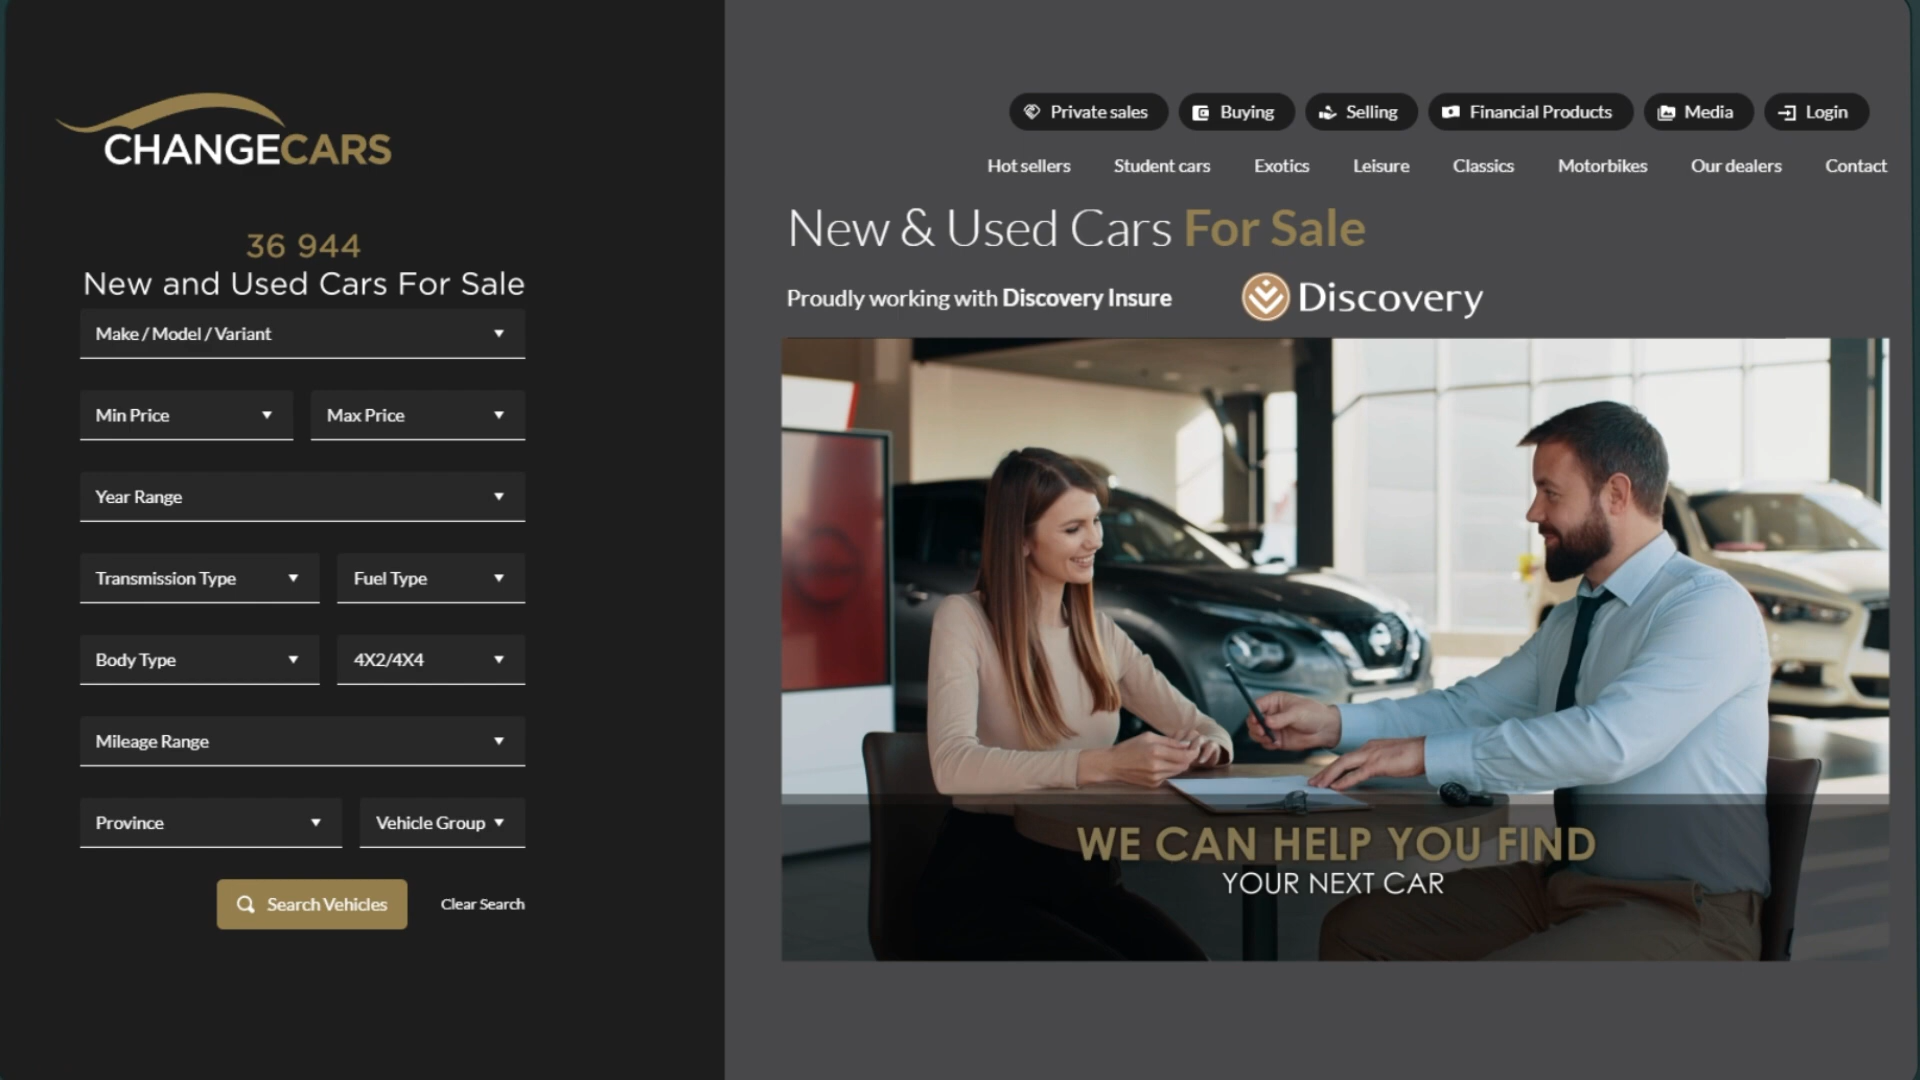 CHANGECARS
36 944
New and Used Cars For Sale
Make / Model / Variant
Min Price
Max Price
Year Range
Transmission Type
Fuel Type
Body Type
4X2/4X4
Mileage Range
Province
Vehicle Group
Search Vehicles
Clear Search
Private sales
Buying
Selling
Financial Products
Media
Login
Hot sellers
Student cars
Exotics
Leisure
Classics
Motorbikes
Our dealers
Contact
New & Used Cars For Sale
Proudly working with Discovery Insure
Discovery
WE CAN HELP YOU FIND
YOUR NEXT CAR